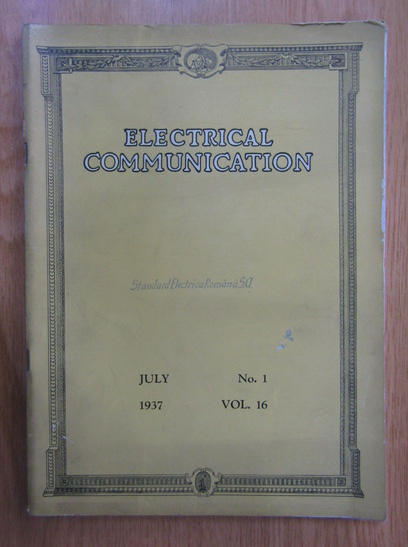 ELECTRICAL
COMMUNICATION
Standard Electrica Română S.A.
JULY No. 1
1937 VOL. 16